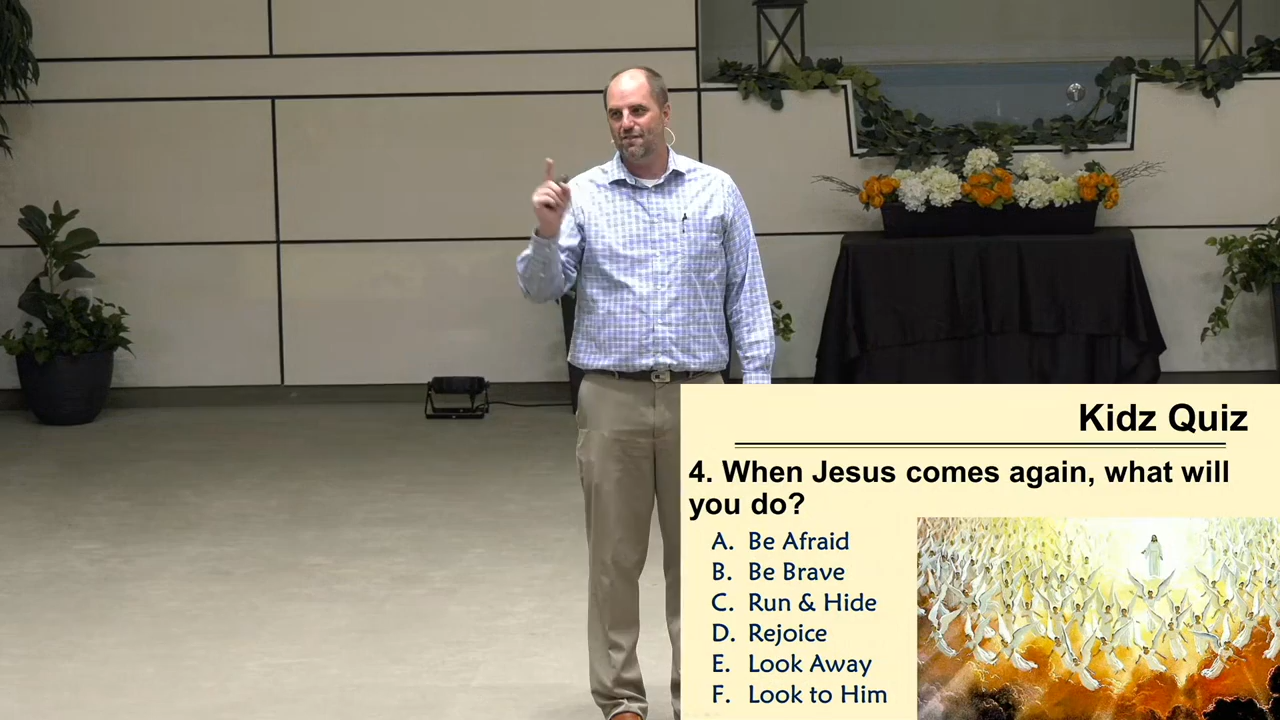 Kidz Quiz
4. When Jesus comes again, what will
you do?
A. Be Afraid
B. Be Brave
C. Run & Hide
D. Rejoice
E. Look Away
F. Look to Him